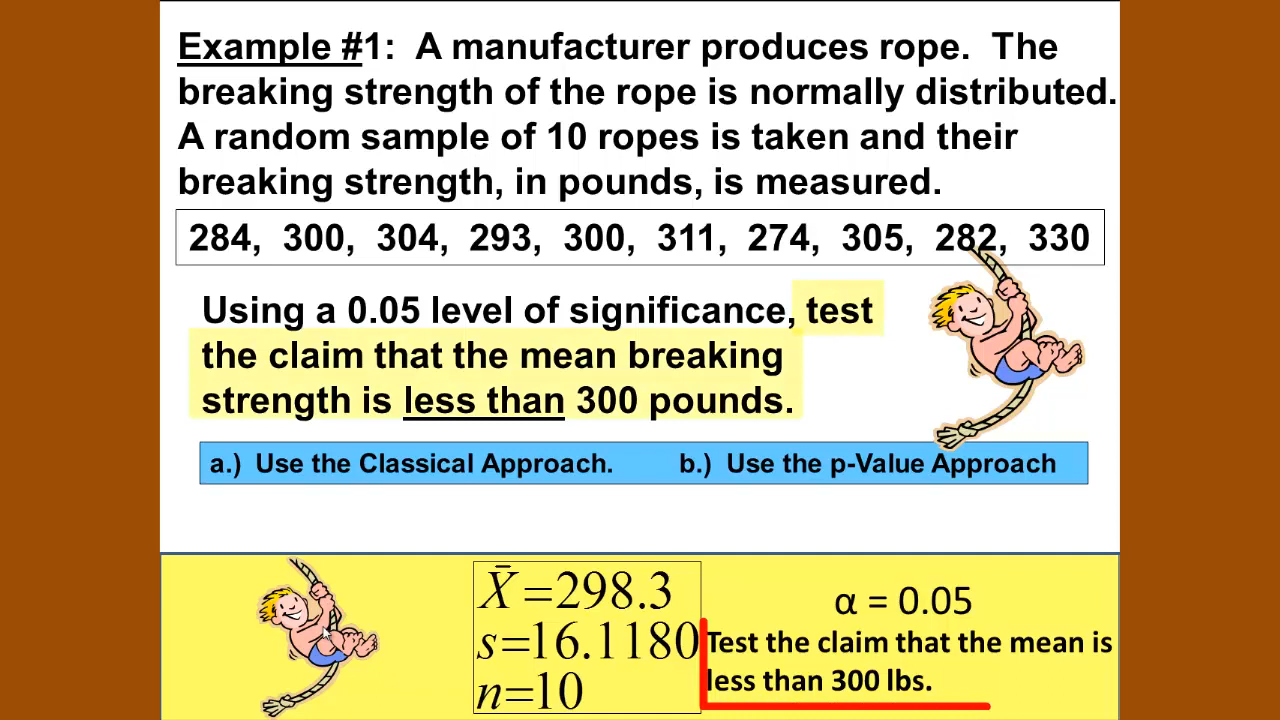 Example #1: A manufacturer produces rope. The
breaking strength of the rope is normally distributed.
A random sample of 10 ropes is taken and their
breaking strength, in pounds, is measured.
284, 300, 304, 293, 300, 311, 274, 305, 282, 330
Using a 0.05 level of significance, test
the claim that the mean breaking
strength is less than 300 pounds.
a.) Use the Classical Approach. b.) Use the p-Value Approach
X̄=298.3
s=16.1180
n=10
α = 0.05
Test the claim that the mean is
less than 300 lbs.